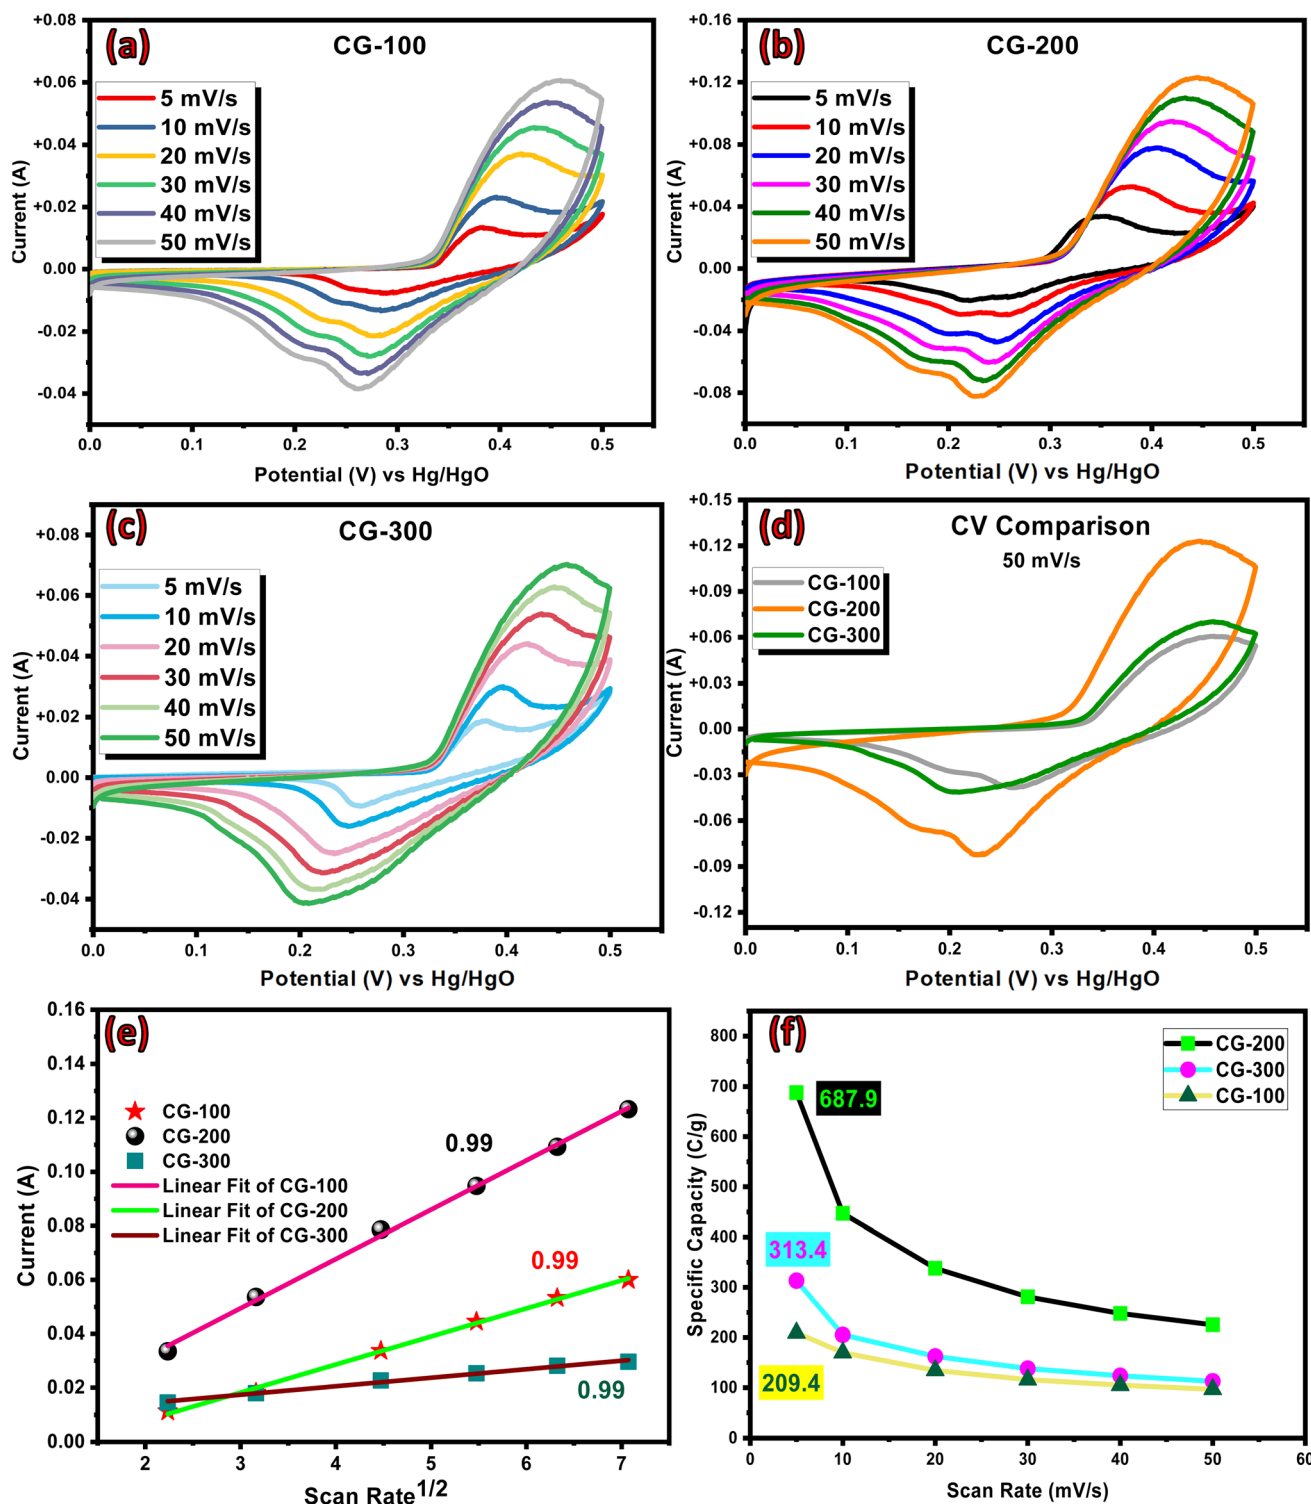 (a)
CG-100
+0.08
+0.06
+0.04
+0.02
0.00
-0.02
-0.04
Current (A)
5 mV/s
10 mV/s
20 mV/s
30 mV/s
40 mV/s
50 mV/s
0.0 0.1 0.2 0.3 0.4 0.5
Potential (V) vs Hg/HgO
(b)
CG-200
+0.16
+0.12
+0.08
+0.04
0.00
-0.04
-0.08
Current (A)
5 mV/s
10 mV/s
20 mV/s
30 mV/s
40 mV/s
50 mV/s
0.0 0.1 0.2 0.3 0.4 0.5
Potential (V) vs Hg/HgO
(c)
CG-300
+0.08
+0.06
+0.04
+0.02
0.00
-0.02
-0.04
Current (A)
5 mV/s
10 mV/s
20 mV/s
30 mV/s
40 mV/s
50 mV/s
0.0 0.1 0.2 0.3 0.4 0.5
Potential (V) vs Hg/HgO
(d)
CV Comparison
50 mV/s
+0.15
+0.12
+0.09
+0.06
+0.03
0.00
-0.03
-0.06
-0.09
-0.12
Current (A)
CG-100
CG-200
CG-300
0.0 0.1 0.2 0.3 0.4 0.5
Potential (V) vs Hg/HgO
(e)
0.16
0.14
0.12
0.10
0.08
0.06
0.04
0.02
0.00
Current (A)
CG-100
CG-200
CG-300
Linear Fit of CG-100
Linear Fit of CG-200
Linear Fit of CG-300
0.99
0.99
0.99
2 3 4 5 6 7
Scan Rate^1/2
(f)
800
700
600
500
400
300
200
100
0
Specific Capacity (C/g)
CG-200
CG-300
CG-100
687.9
313.4
209.4
0 10 20 30 40 50 60
Scan Rate (mV/s)